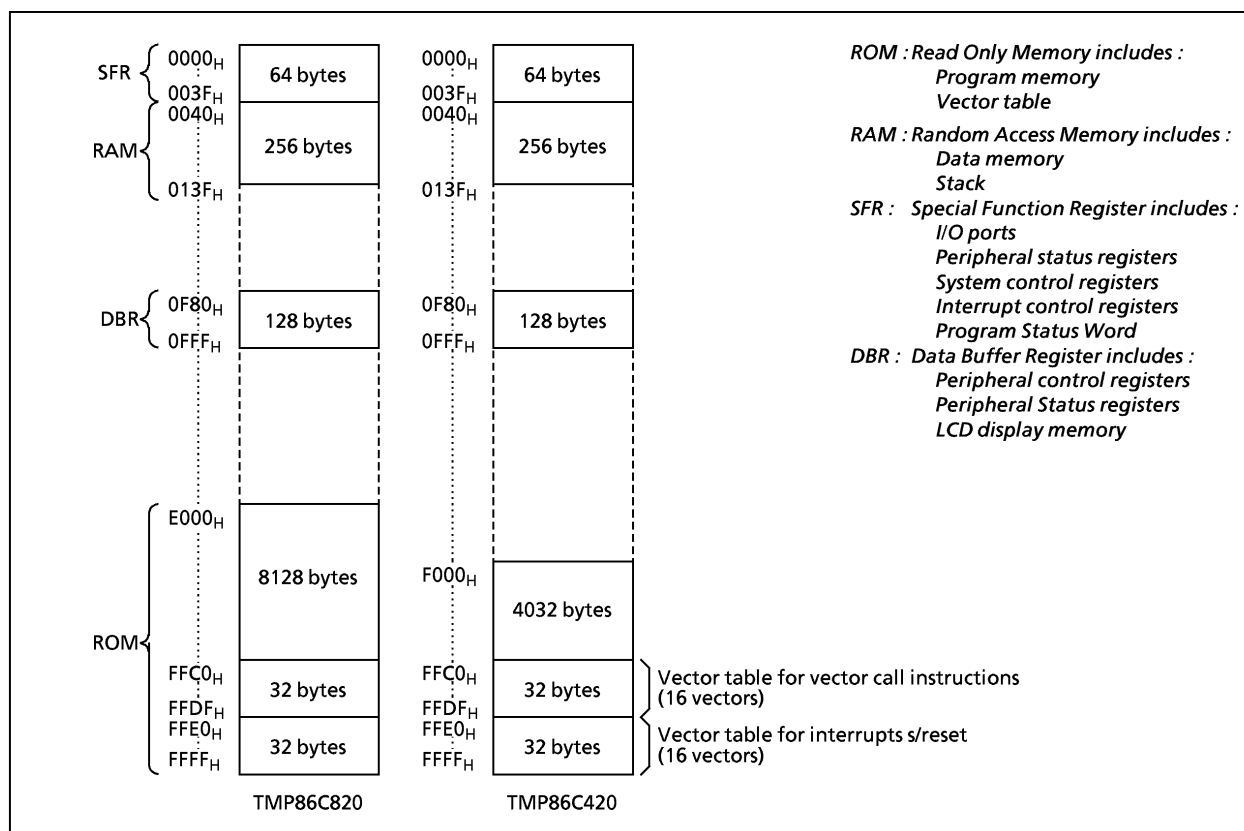 SFR
RAM
DBR
ROM
0000H
003FH
0040H
013FH
0F80H
0FFFH
E000H
FFC0H
FFDFH
FFE0H
FFFFH
64 bytes
256 bytes
128 bytes
8128 bytes
32 bytes
32 bytes
TMP86C820
0000H
003FH
0040H
013FH
0F80H
0FFFH
F000H
FFC0H
FFDFH
FFE0H
FFFFH
64 bytes
256 bytes
128 bytes
4032 bytes
32 bytes
32 bytes
TMP86C420
Vector table for vector call instructions
(16 vectors)
Vector table for interrupts s/reset
(16 vectors)
ROM : Read Only Memory includes :
Program memory
Vector table
RAM : Random Access Memory includes :
Data memory
Stack
SFR : Special Function Register includes :
I/O ports
Peripheral status registers
System control registers
Interrupt control registers
Program Status Word
DBR : Data Buffer Register includes :
Peripheral control registers
Peripheral Status registers
LCD display memory